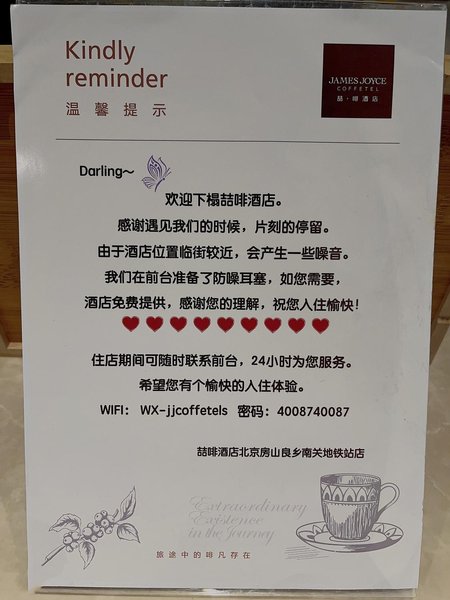 Kindly
reminder
温馨提示
JAMES JOYCE
COFFETEL
喆·啡酒店
Darling～
欢迎下榻喆啡酒店。
感谢遇见我们的时候，片刻的停留。
由于酒店位置临街较近，会产生一些噪音。
我们在前台准备了防噪耳塞，如您需要，
酒店免费提供，感谢您的理解，祝您入住愉快！
住店期间可随时联系前台，24小时为您服务。
希望您有个愉快的入住体验。
WIFI： WX-jjcoffetels 密码：4008740087
喆啡酒店北京房山良乡南关地铁站店
Extraordinary
Existence
in the Journey
旅途中的啡凡存在